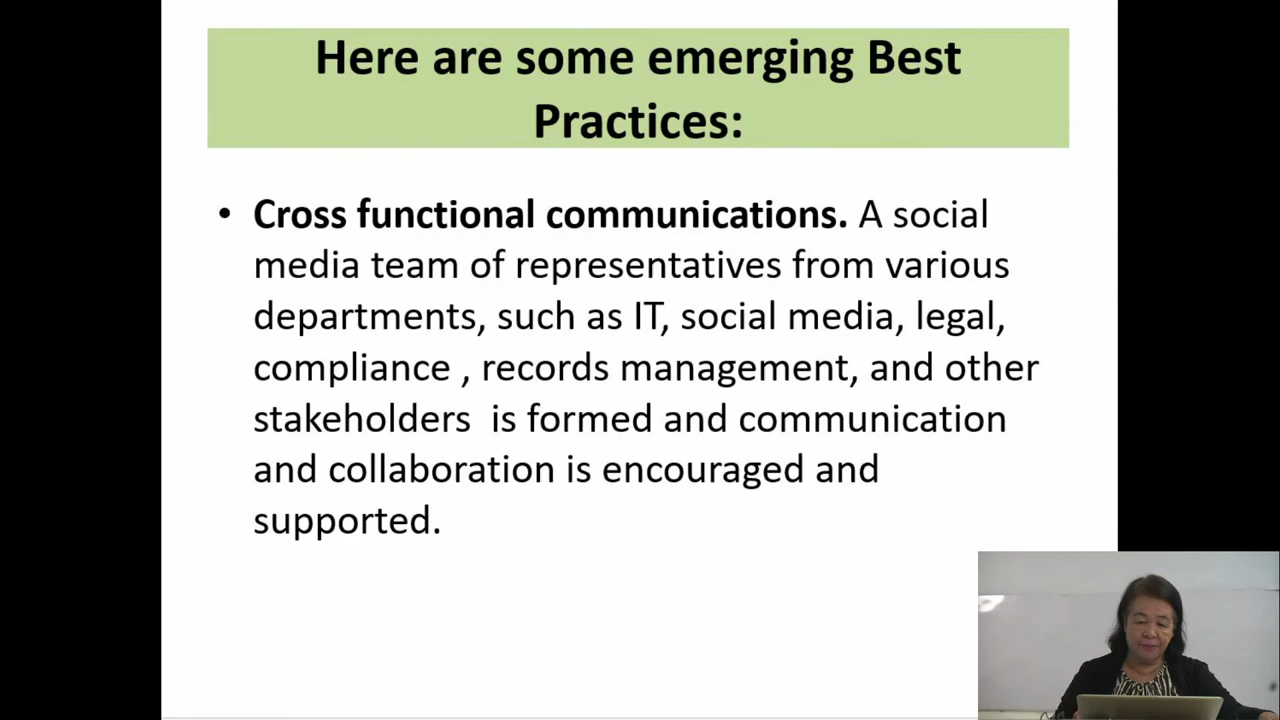 Here are some emerging Best
Practices:
• Cross functional communications. A social
media team of representatives from various
departments, such as IT, social media, legal,
compliance , records management, and other
stakeholders  is formed and communication
and collaboration is encouraged and
supported.